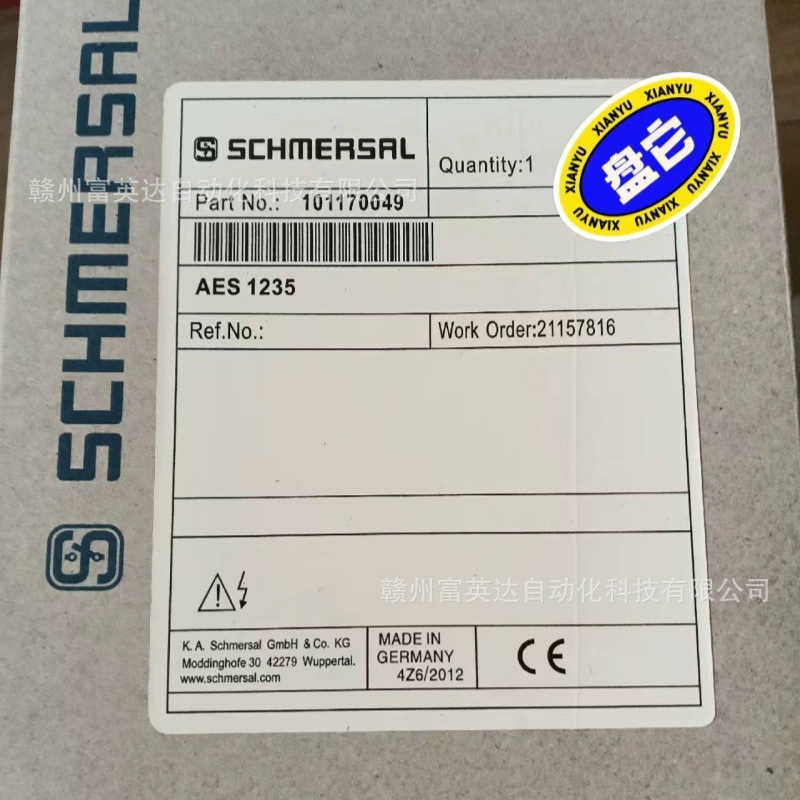 SCHMERSAL
SCHMERSAL
Quantity:1
XIANYU XIANYU XIANYU XIANYU XIANYU XIANYU
盘它
赣州富英达自动化科技有限公司
Part No.: 101170049
AES 1235
Ref.No.:
Work Order:21157816
赣州富英达自动化科技有限公司
K. A. Schmersal GmbH & Co. KG
Moddinghofe 30 42279 Wuppertal.
www.schmersal.com
MADE IN
GERMANY
4Z6/2012
CE